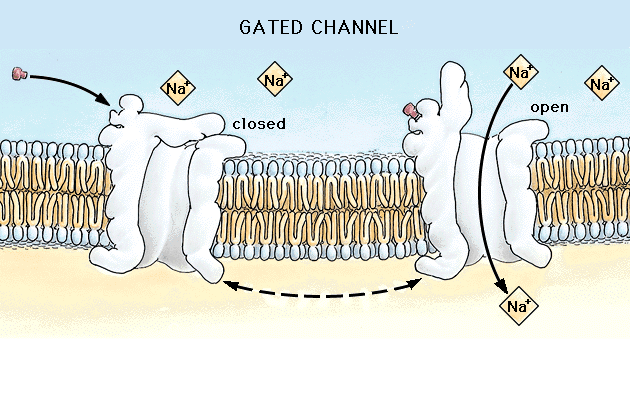 GATED CHANNEL
Na+
Na+
Na+
Na+
closed
open
Na+